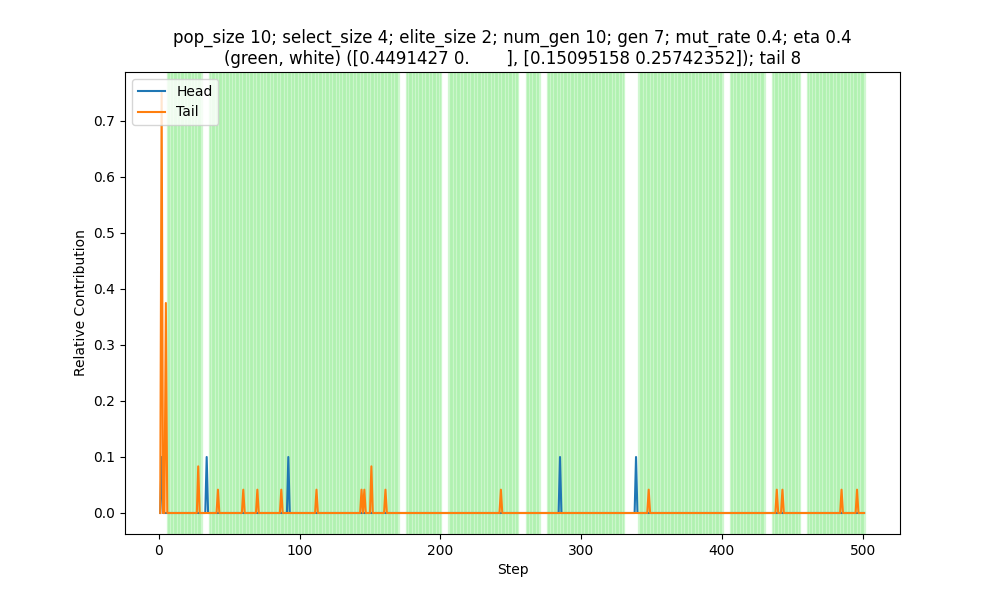 pop_size 10; select_size 4; elite_size 2; num_gen 10; gen 7; mut_rate 0.4; eta 0.4
(green, white) ([0.4491427 0.        ], [0.15095158 0.25742352]); tail 8
Head
Tail
0.7
0.6
0.5
0.4
0.3
0.2
0.1
0.0
Relative Contribution
0 100 200 300 400 500
Step